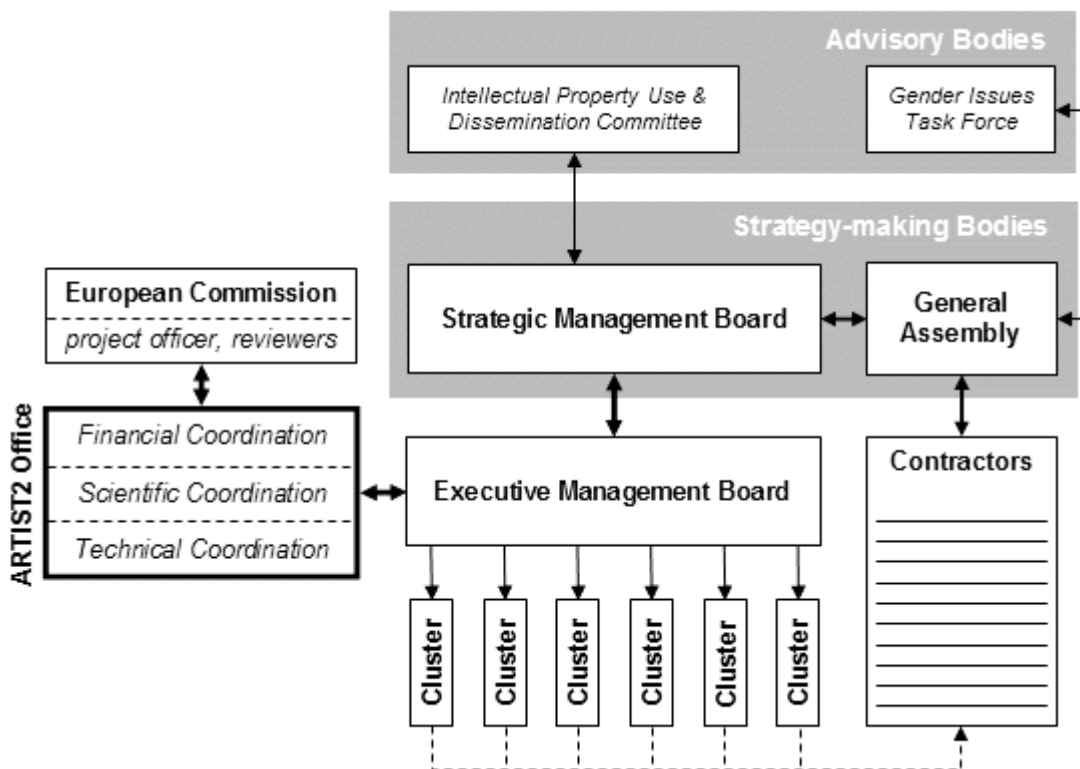 Advisory Bodies
Intellectual Property Use &
Dissemination Committee
Gender Issues
Task Force
Strategy-making Bodies
Strategic Management Board
General
Assembly
European Commission
project officer, reviewers
ARTIST2 Office
Financial Coordination
Scientific Coordination
Technical Coordination
Executive Management Board
Contractors
Cluster
Cluster
Cluster
Cluster
Cluster
Cluster